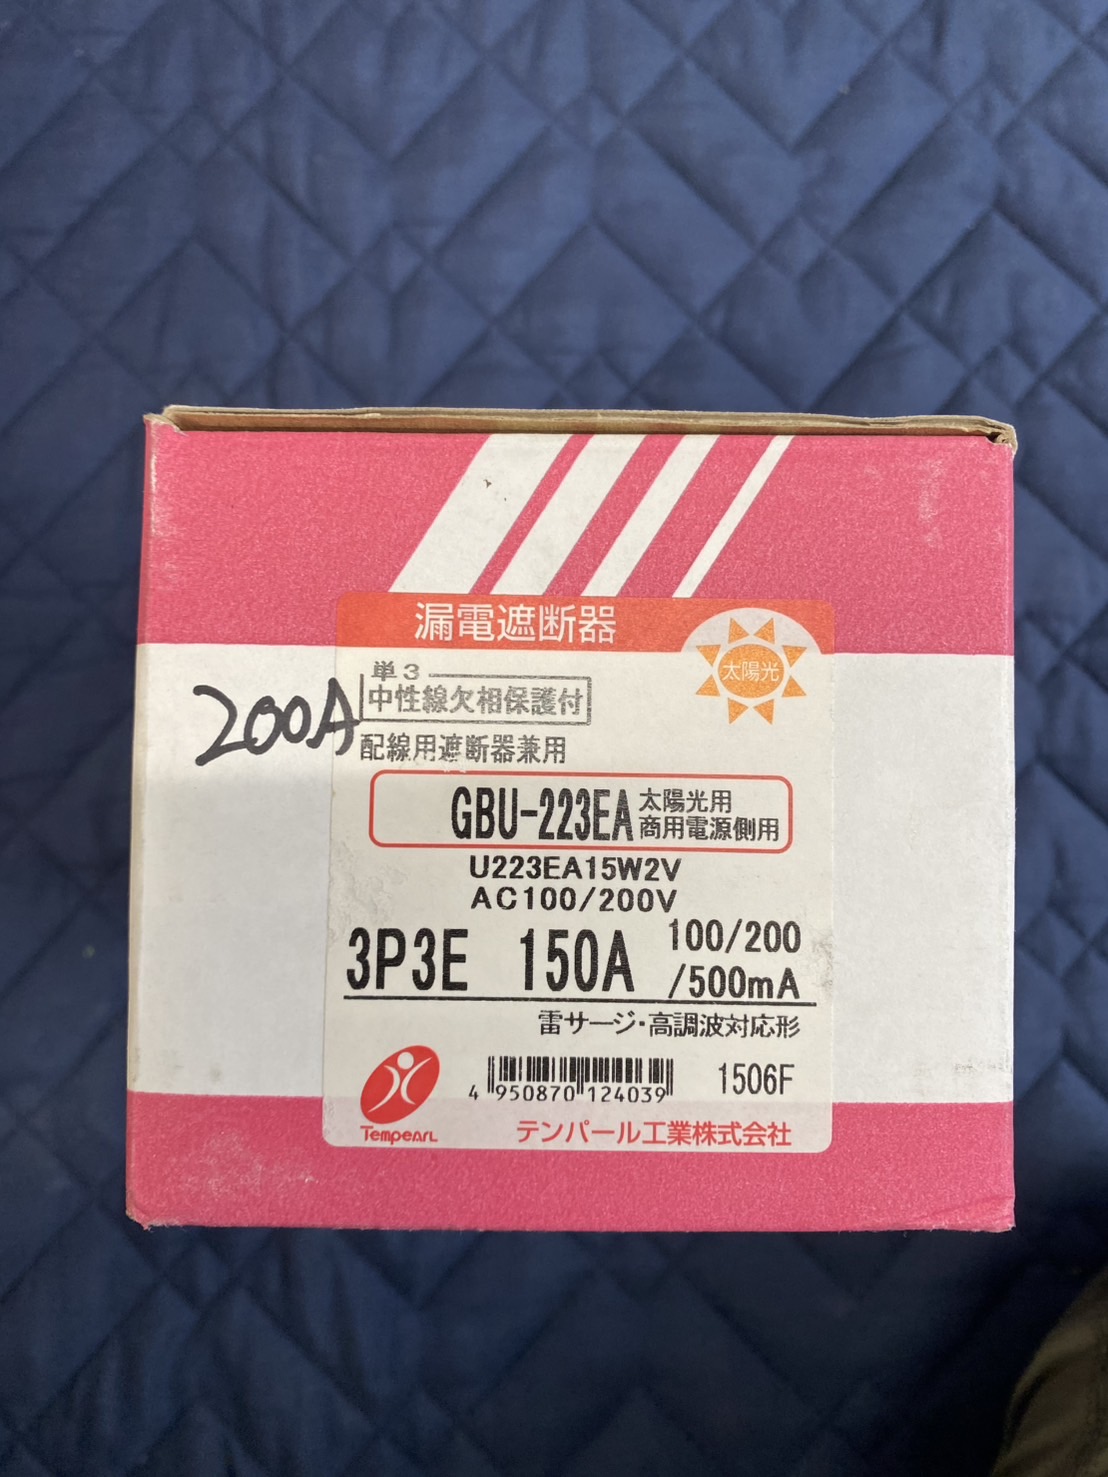 漏電遮断器
太陽光
単3
中性線欠相保護付
200A
配線用遮断器兼用
GBU-223EA 太陽光用
商用電源側用
U223EA15W2V
AC100/200V
3P3E 150A 100/200
/500mA
雷サージ・高調波対応形
4 950870 124039
1506F
Tempearl
テンパール工業株式会社